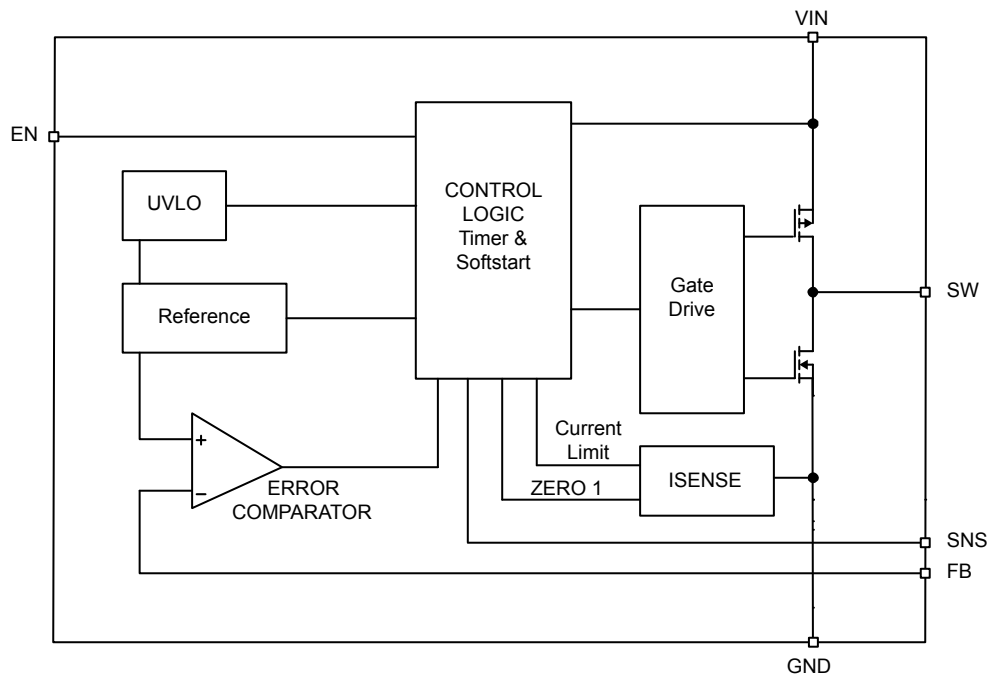 VIN
EN
UVLO
CONTROL
LOGIC
Timer &
Softstart
Gate
Drive
SW
Reference
+
−
ERROR
COMPARATOR
Current
Limit
ZERO 1
ISENSE
SNS
FB
GND